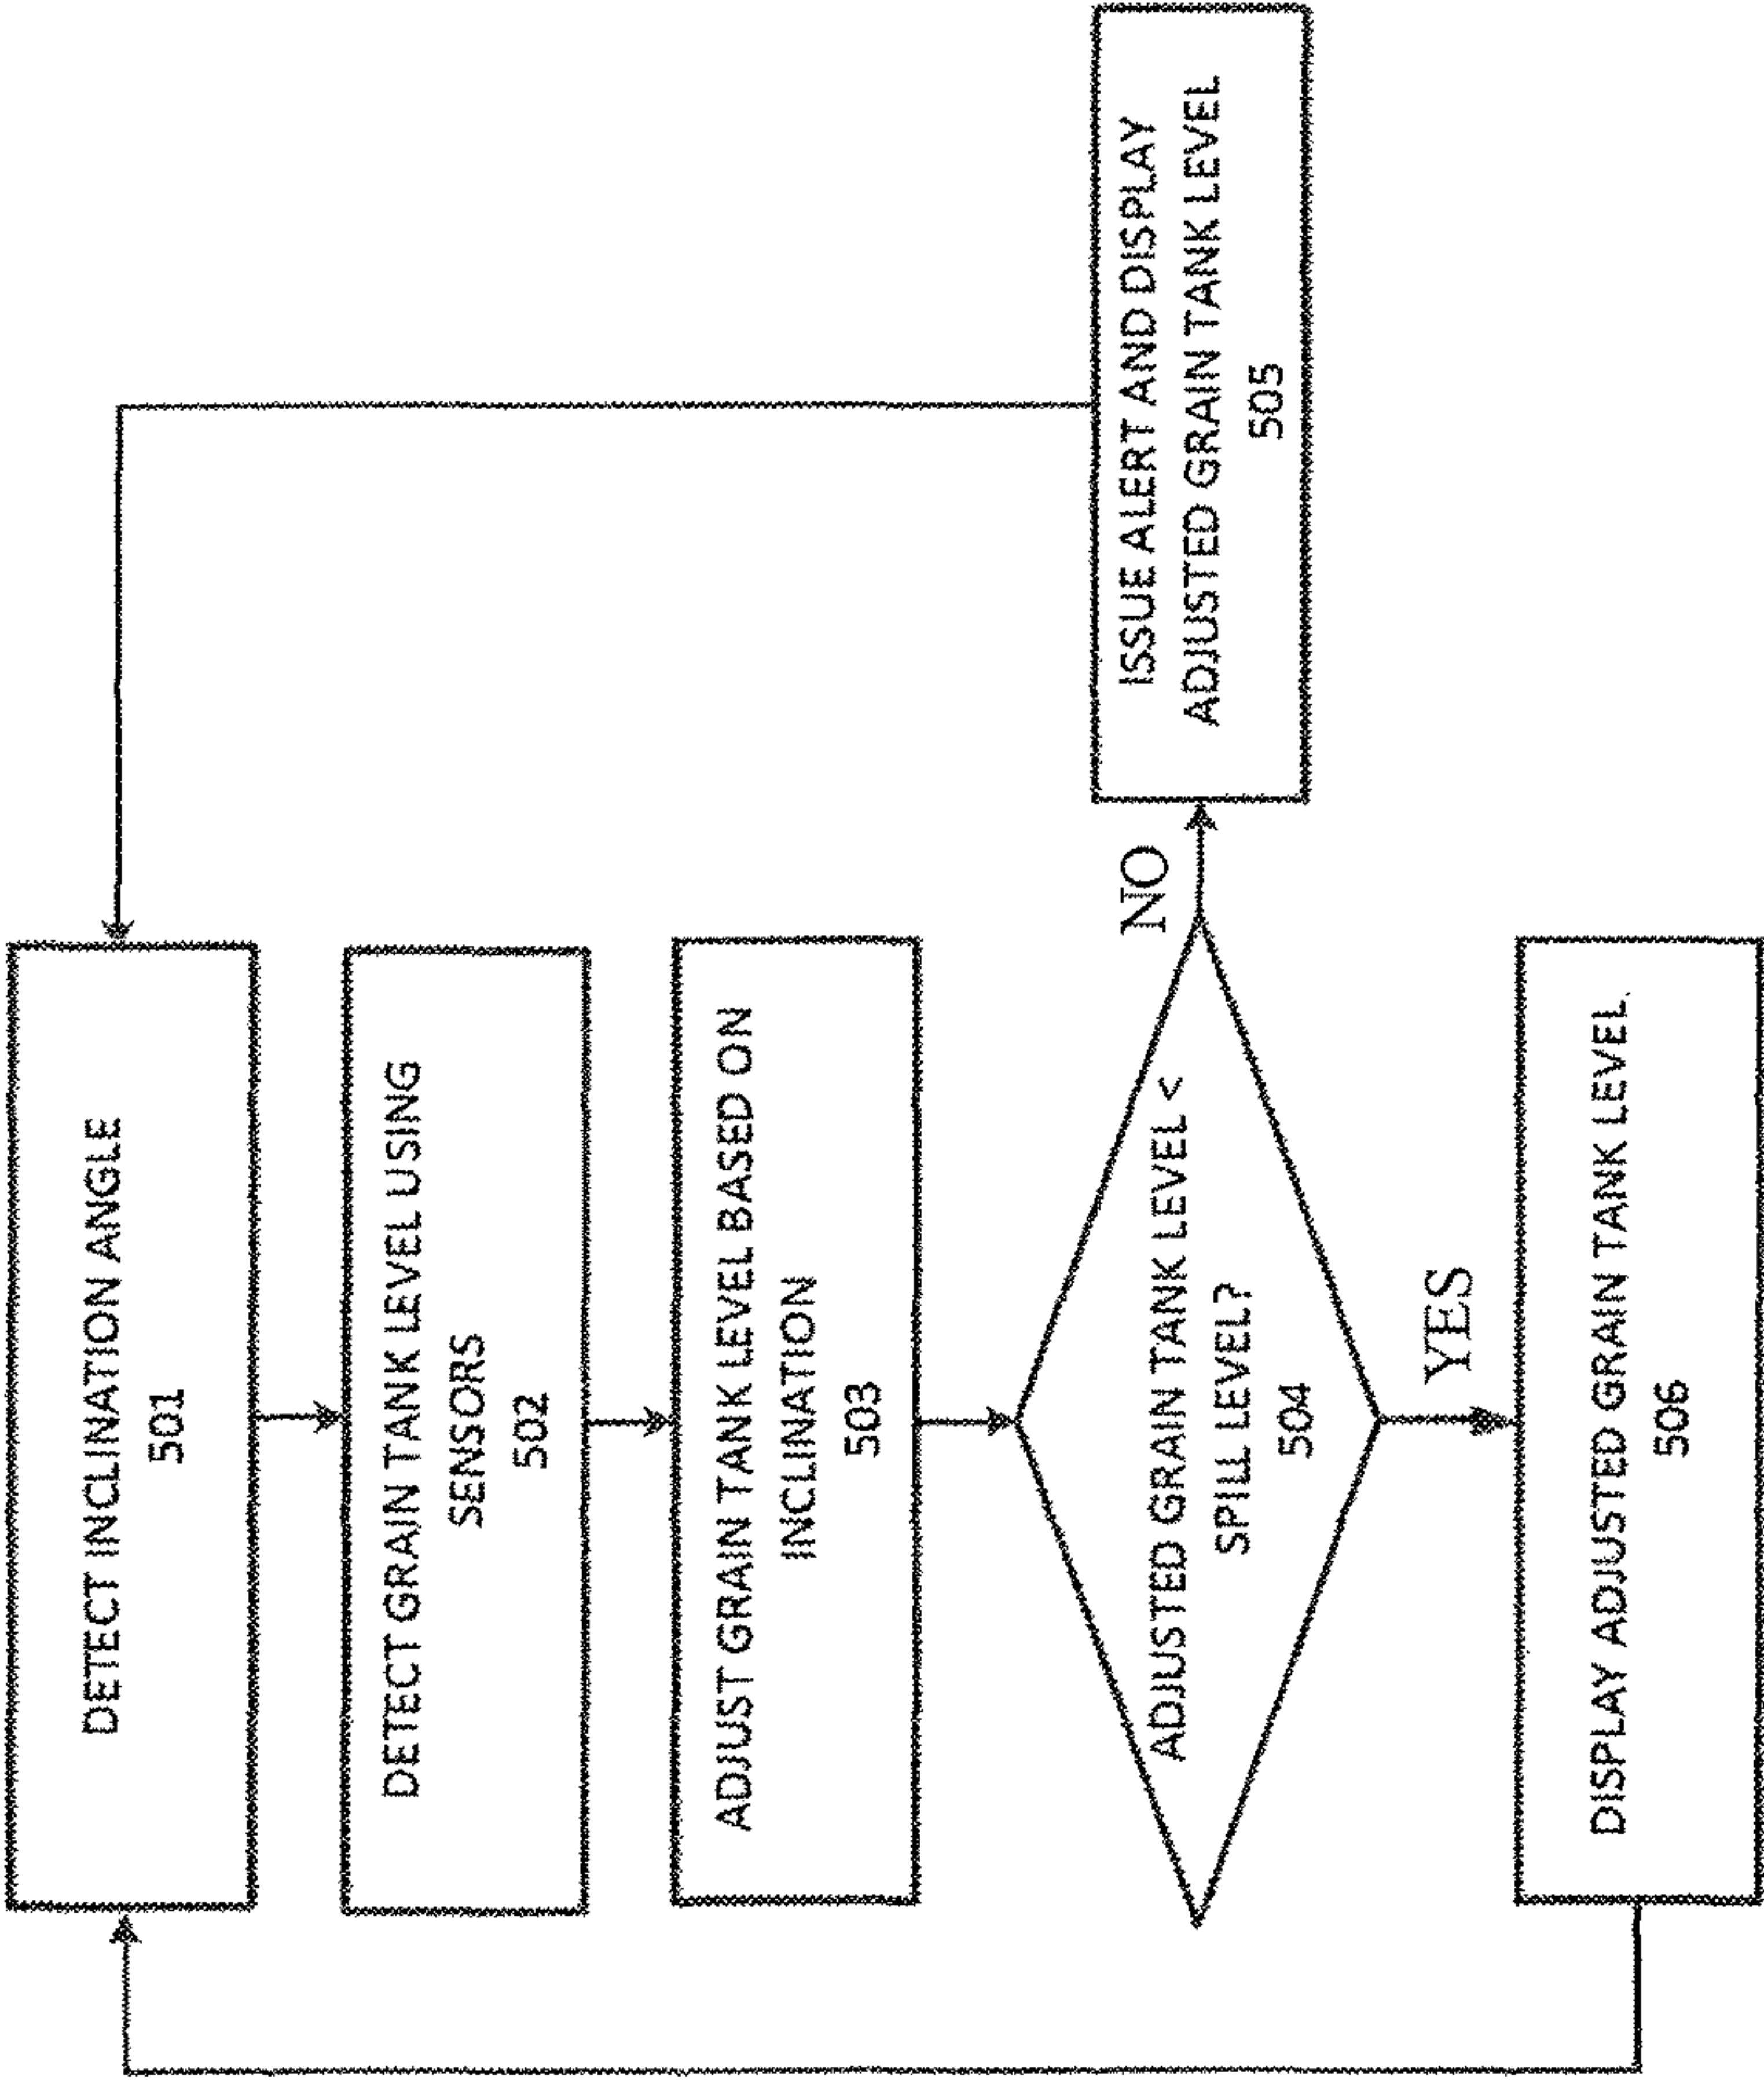 DETECT INCLINATION ANGLE
501
DETECT GRAIN TANK LEVEL USING
SENSORS
502
ADJUST GRAIN TANK LEVEL BASED ON
INCLINATION
503
ADJUSTED GRAIN TANK LEVEL <
SPILL LEVEL?
504
NO
ISSUE ALERT AND DISPLAY
ADJUSTED GRAIN TANK LEVEL
505
YES
DISPLAY ADJUSTED GRAIN TANK LEVEL
506